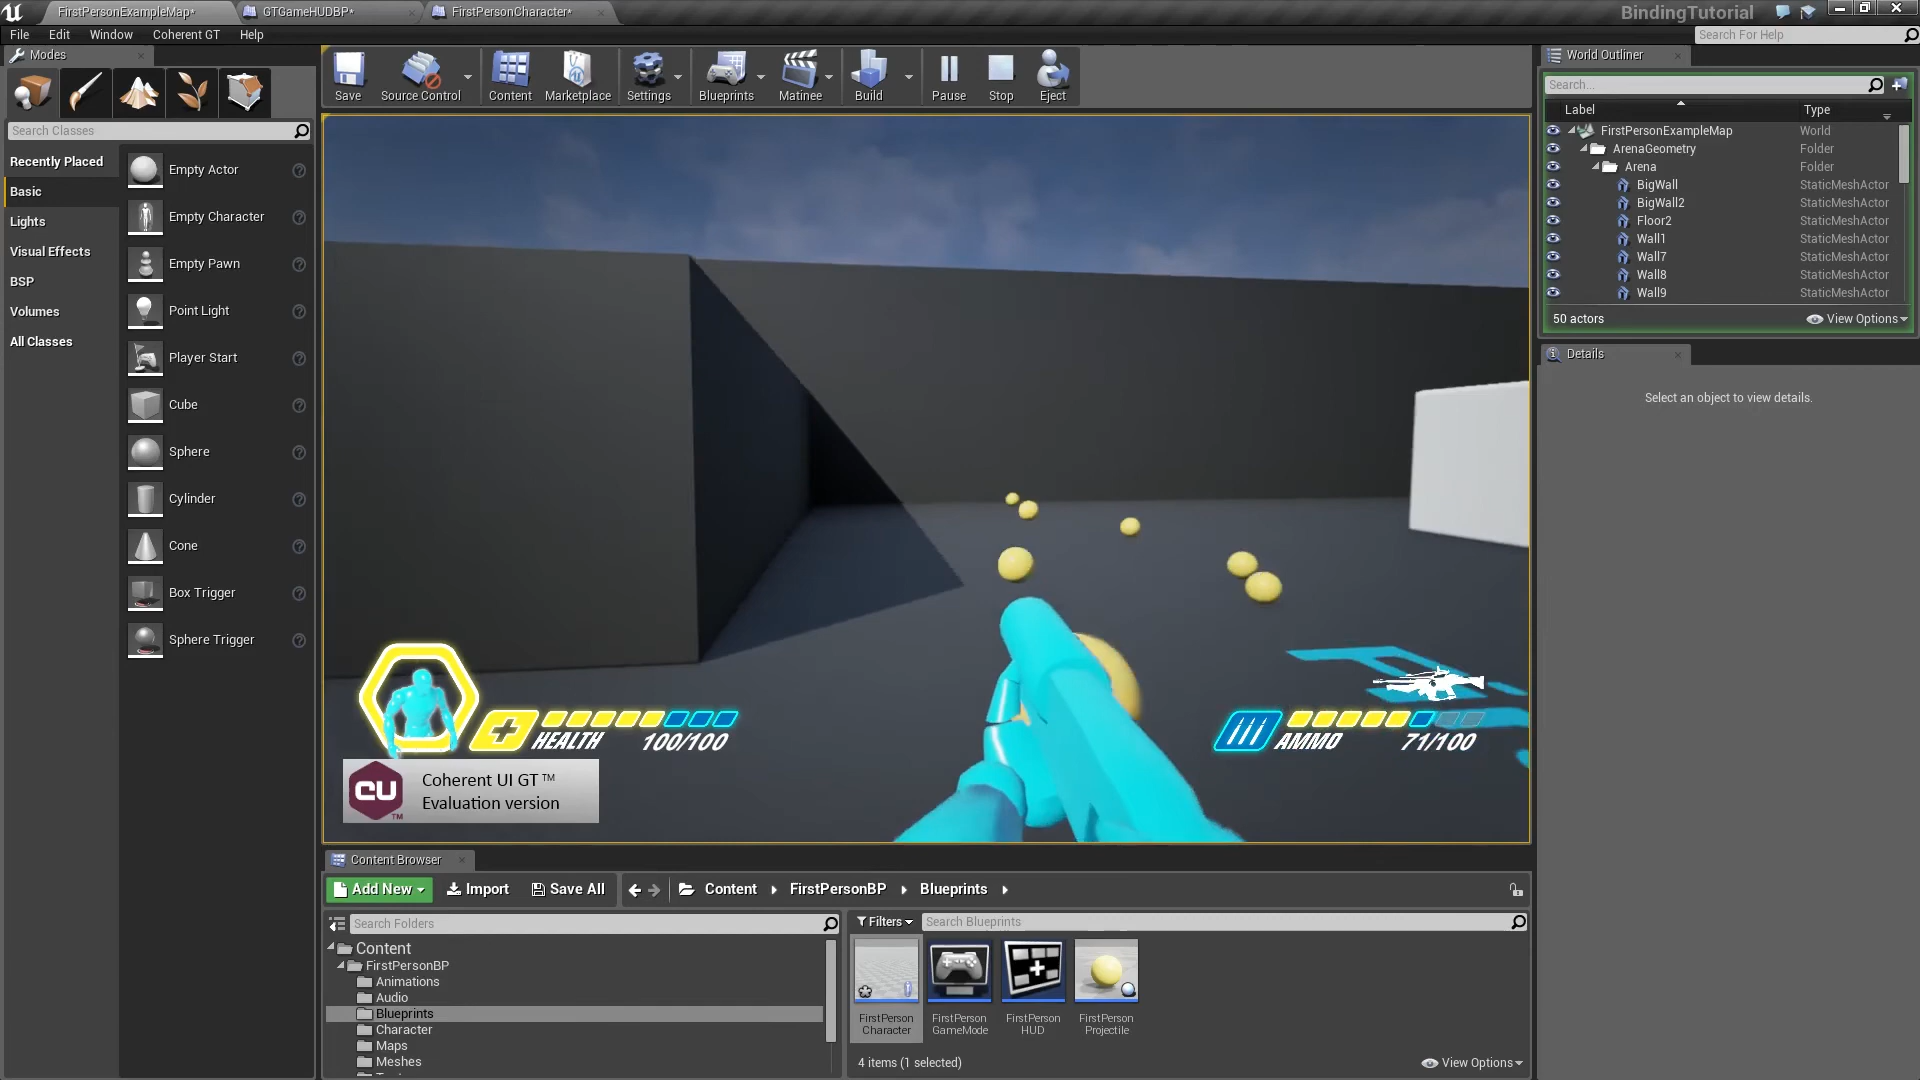 FirstPersonExampleMap*
GTGameHUDBP*
FirstPersonCharacter*
BindingTutorial
File Edit Window Coherent GT Help
Search For Help
Modes
Search Classes
Recently Placed
Basic
Lights
Visual Effects
BSP
Volumes
All Classes
Empty Actor
Empty Character
Empty Pawn
Point Light
Player Start
Cube
Sphere
Cylinder
Cone
Box Trigger
Sphere Trigger
Save Source Control Content Marketplace Settings Blueprints Matinee Build Pause Stop Eject
HEALTH 100/100
AMMO 71/100
CU
TM
Coherent UI GT™
Evaluation version
World Outliner
Search...
Label Type
FirstPersonExampleMap World
ArenaGeometry Folder
Arena Folder
BigWall StaticMeshActor
BigWall2 StaticMeshActor
Floor2 StaticMeshActor
Wall1 StaticMeshActor
Wall7 StaticMeshActor
Wall8 StaticMeshActor
Wall9 StaticMeshActor
50 actors View Options
Details
Select an object to view details.
Content Browser
Add New Import Save All Content FirstPersonBP Blueprints
Search Folders
Content
FirstPersonBP
Animations
Audio
Blueprints
Character
Maps
Meshes
Filters Search Blueprints
FirstPerson
Character
FirstPerson
GameMode
FirstPerson
HUD
FirstPerson
Projectile
4 items (1 selected) View Options